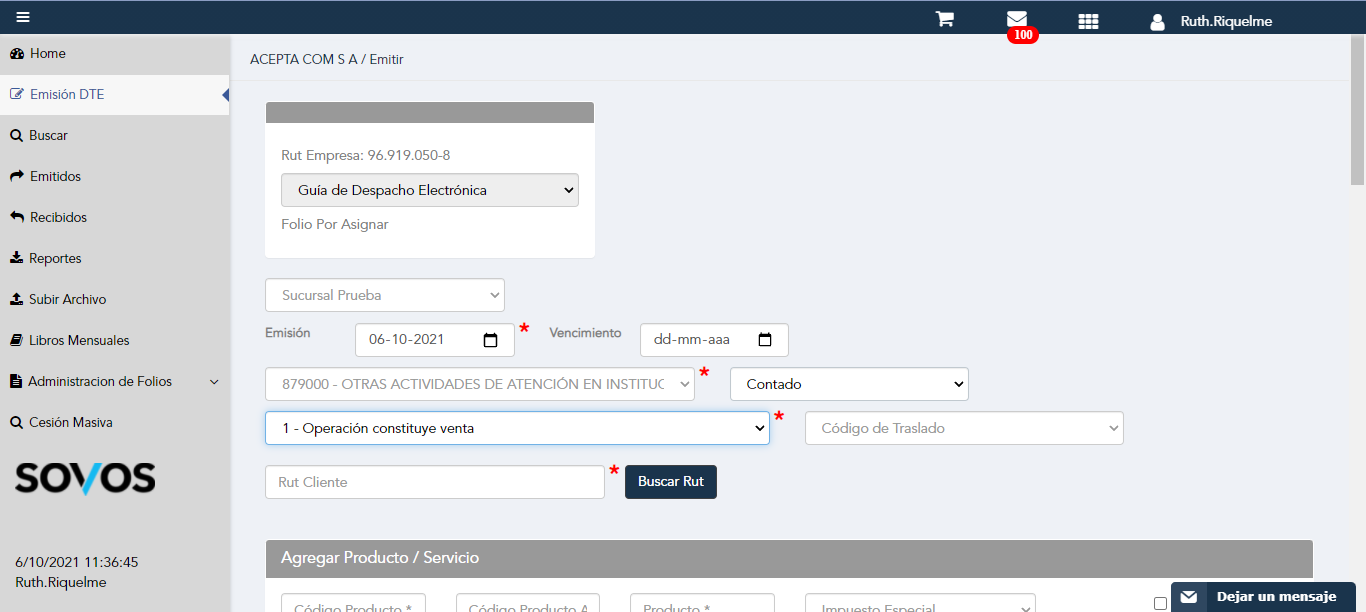 Ruth.Riquelme
100
Home
Emisión DTE
Buscar
Emitidos
Recibidos
Reportes
Subir Archivo
Libros Mensuales
Administracion de Folios
Cesión Masiva
SOVOS
6/10/2021 11:36:45
Ruth.Riquelme
ACEPTA COM S A / Emitir
Rut Empresa: 96.919.050-8
Guía de Despacho Electrónica
Folio Por Asignar
Sucursal Prueba
Emisión 06-10-2021 * Vencimiento dd-mm-aaa
879000 - OTRAS ACTIVIDADES DE ATENCIÓN EN INSTITUC * Contado
1 - Operación constituye venta * Código de Traslado
Rut Cliente * Buscar Rut
Agregar Producto / Servicio
Código Producto * Código Producto A Producto * Impuesto Especial
Dejar un mensaje